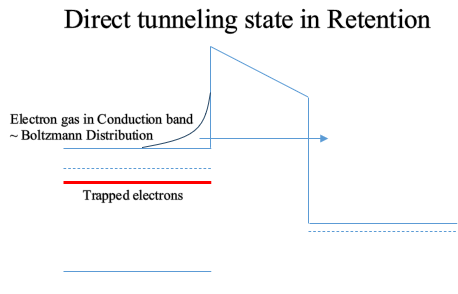 Direct tunneling state in Retention
Electron gas in Conduction band
~ Boltzmann Distribution
Trapped electrons